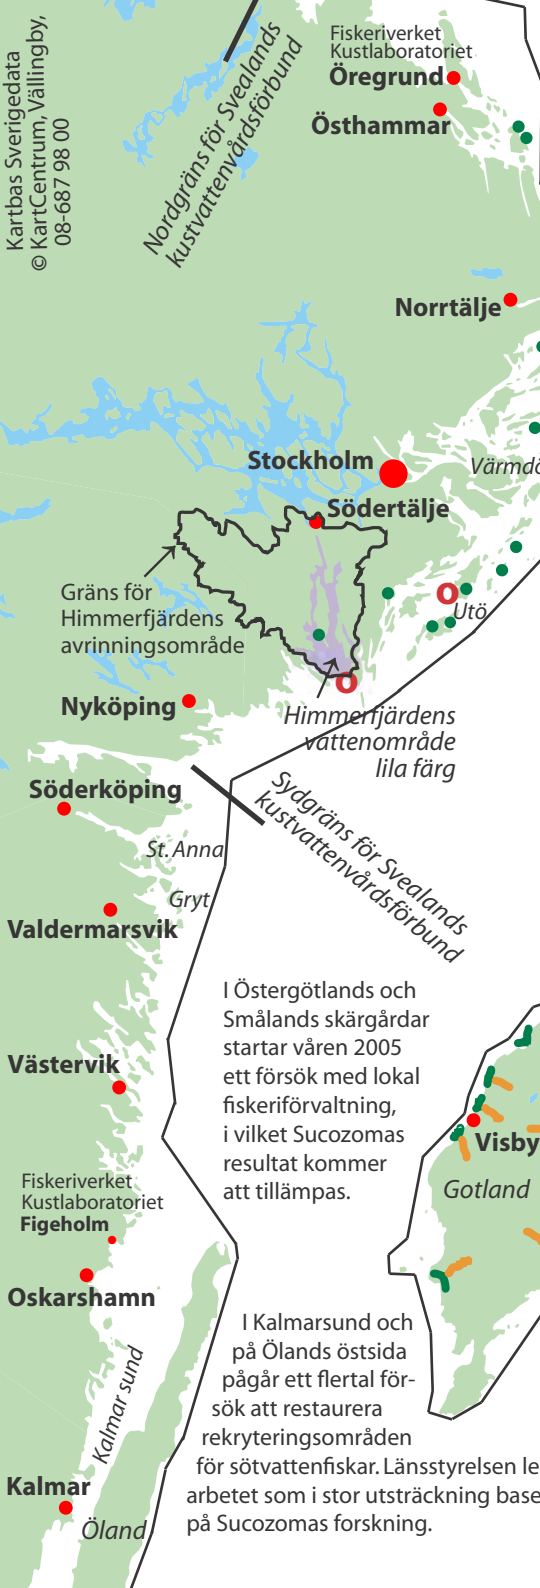 Kartbas Sverigedata
© KartCentrum, Vällingby,
08-687 98 00
Nordgräns för Svealands
kustvattenvårdsförbund
Fiskeriverket
Kustlaboratoriet
Öregrund
Östhammar
Norrtälje
Stockholm
Värmdö
Södertälje
Gräns för
Himmerfjärdens
avrinningsområde
Utö
Nyköping
Himmerfjärdens
vattenområde
lila färg
Söderköping
Sydgräns för Svealands
kustvattenvårdsförbund
St. Anna
Gryt
Valdermarsvik
I Östergötlands och
Smålands skärgårdar
startar våren 2005
ett försök med lokal
fiskeriförvaltning,
i vilket Sucozomas
resultat kommer
att tillämpas.
Västervik
Visby
Gotland
Fiskeriverket
Kustlaboratoriet
Figeholm
Oskarshamn
Kalmar sund
I Kalmarsund och
på Ölands östsida
pågår ett flertal för-
sök att restaurera
rekryteringsområden
för sötvattenfiskar. Länsstyrelsen le
arbetet som i stor utsträckning base
på Sucozomas forskning.
Kalmar
Öland